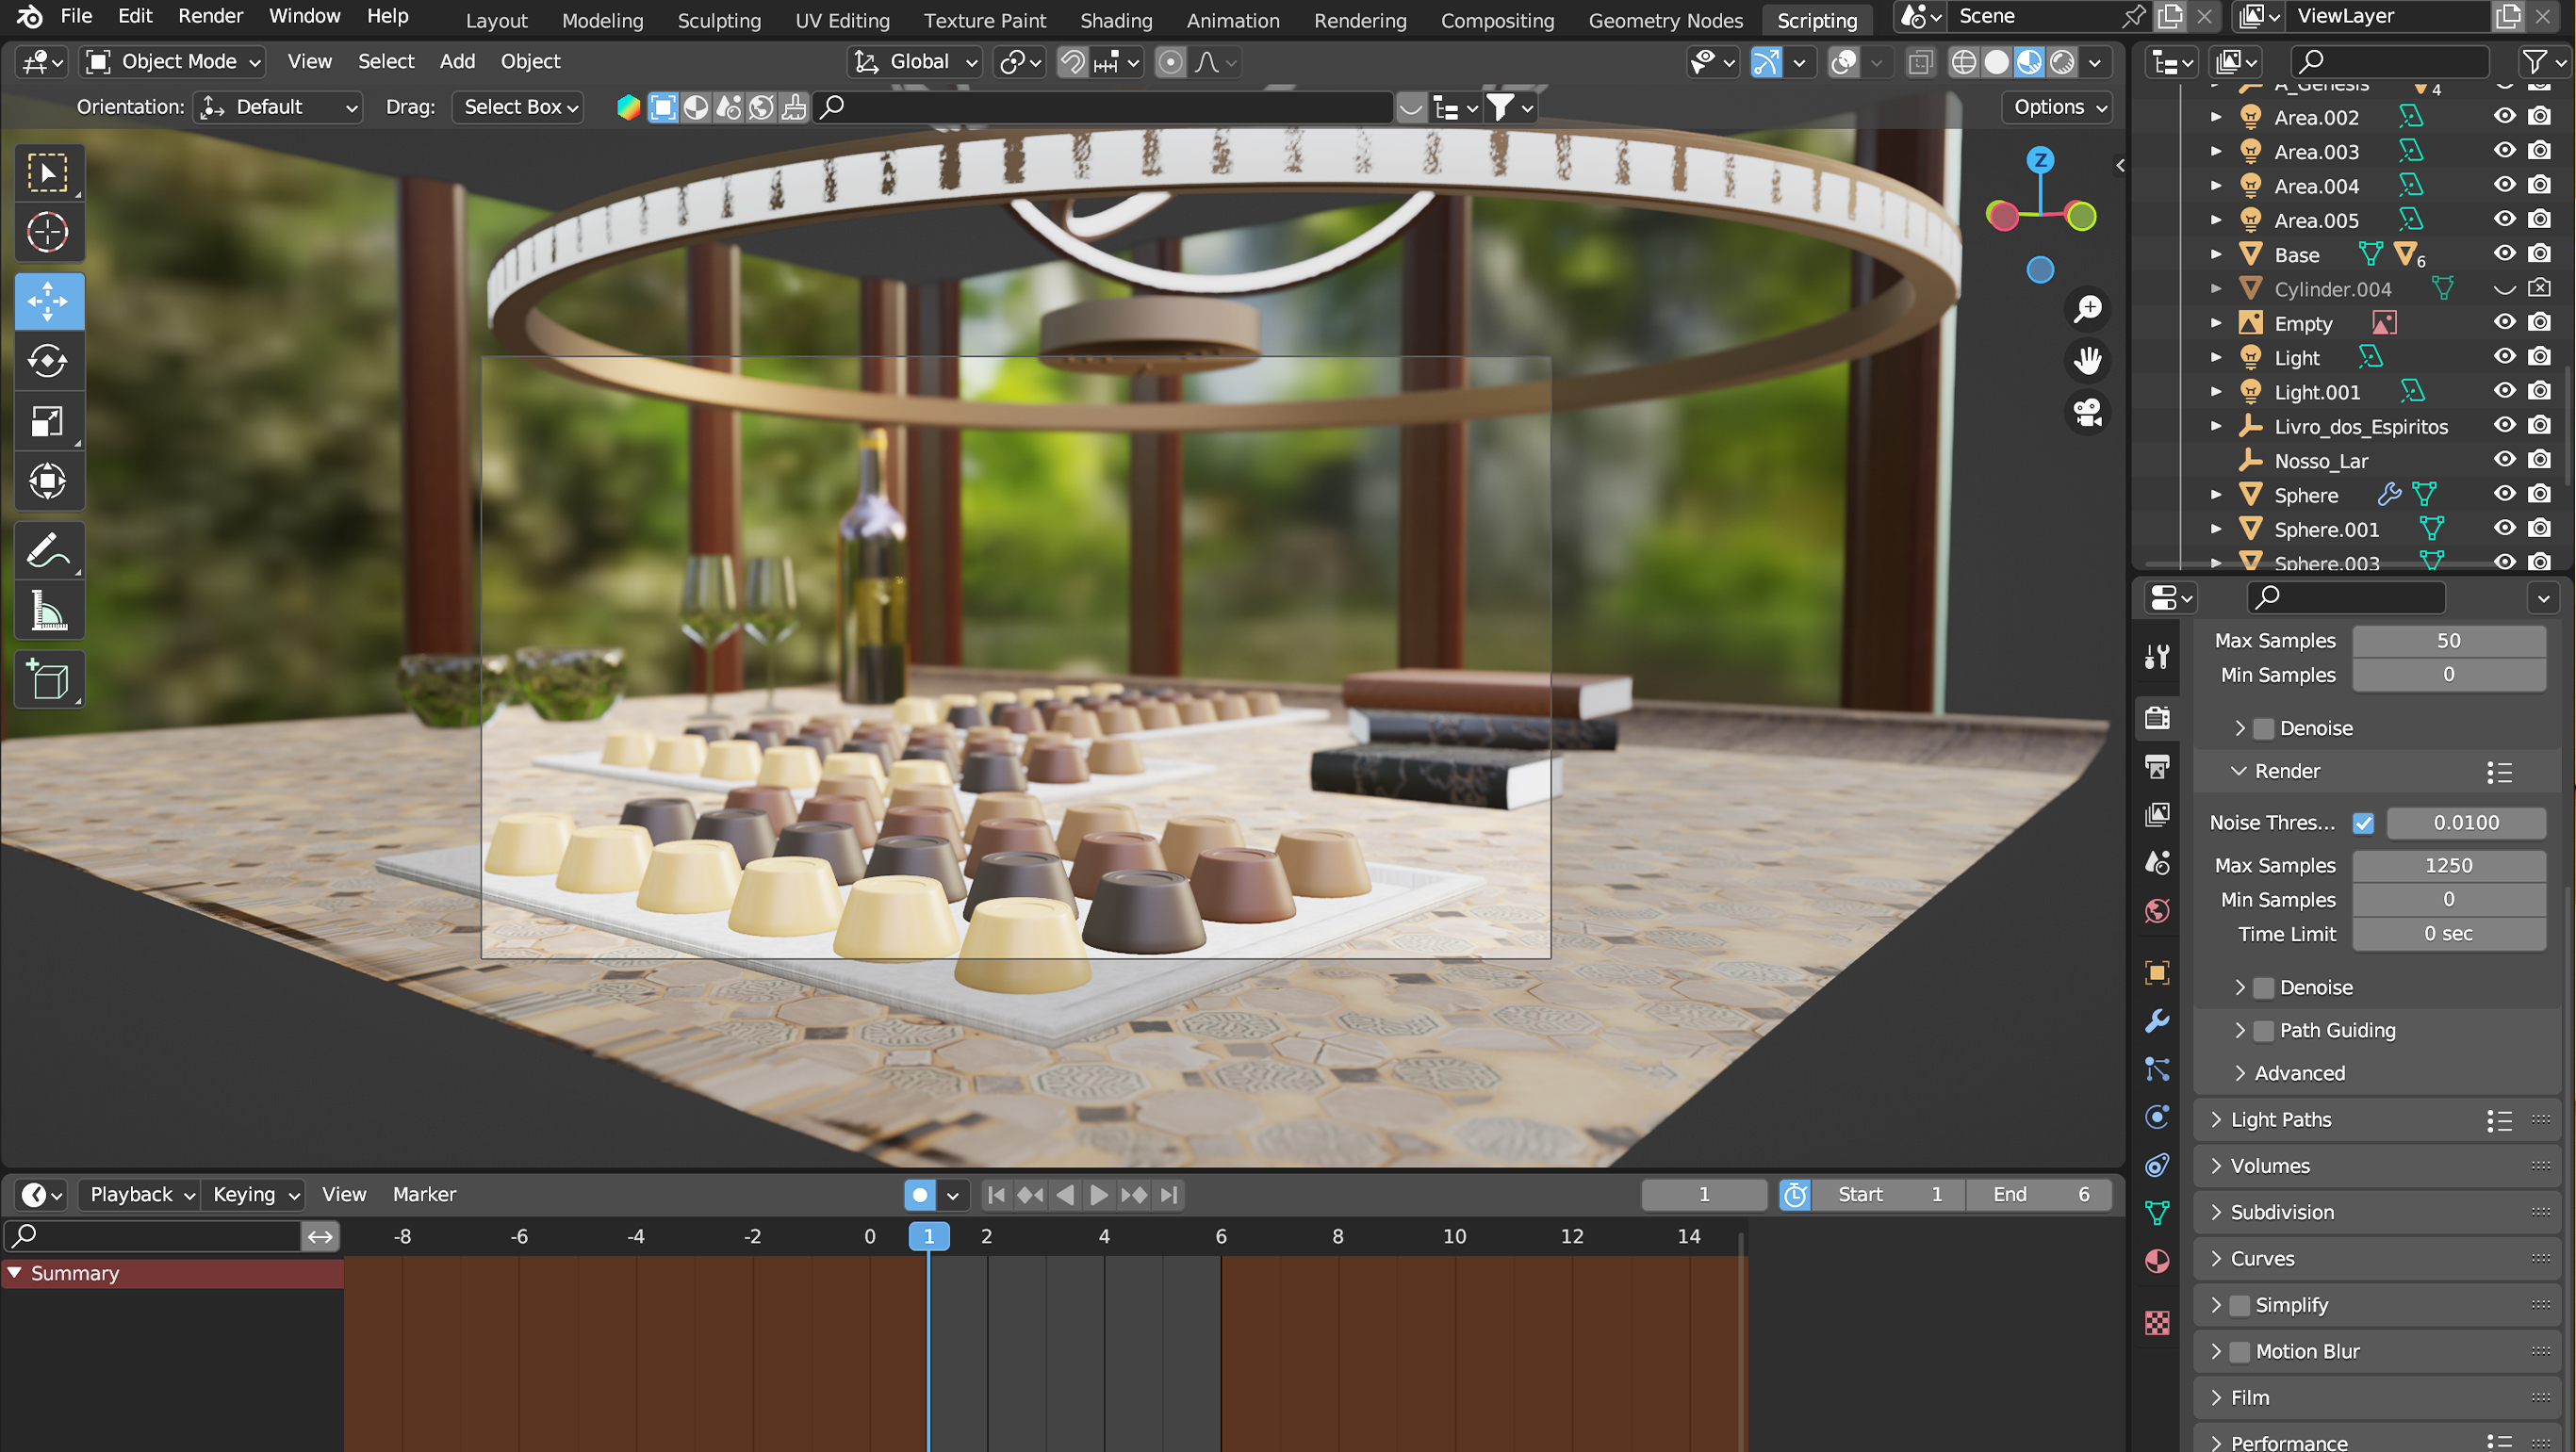 File Edit Render Window Help Layout Modeling Sculpting UV Editing Texture Paint Shading Animation Rendering Compositing Geometry Nodes Scripting Scene ViewLayer
Object Mode View Select Add Object Global
Orientation: Default Drag: Select Box Options
Z
A_Genesis 4
Area.002
Area.003
Area.004
Area.005
Base 6
Cylinder.004
Empty
Light
Light.001
Livro_dos_Espiritos
Nosso_Lar
Sphere
Sphere.001
Sphere.003
Max Samples 50
Min Samples 0
Denoise
Render
Noise Thres... 0.0100
Max Samples 1250
Min Samples 0
Time Limit 0 sec
Denoise
Path Guiding
Advanced
Light Paths
Volumes
Subdivision
Curves
Simplify
Motion Blur
Film
Performance
Playback Keying View Marker 1 Start 1 End 6
-8 -6 -4 -2 0 1 2 4 6 8 10 12 14
Summary